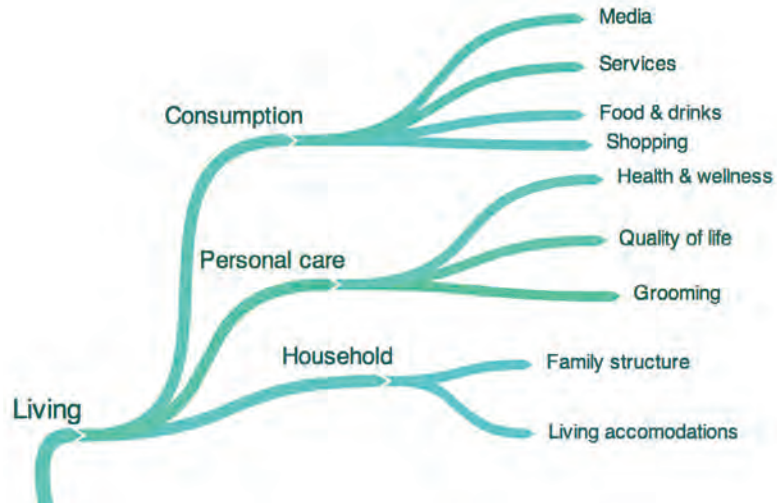 Media
Services
Consumption
Food & drinks
Shopping
Health & wellness
Personal care
Quality of life
Grooming
Household
Family structure
Living
Living accomodations